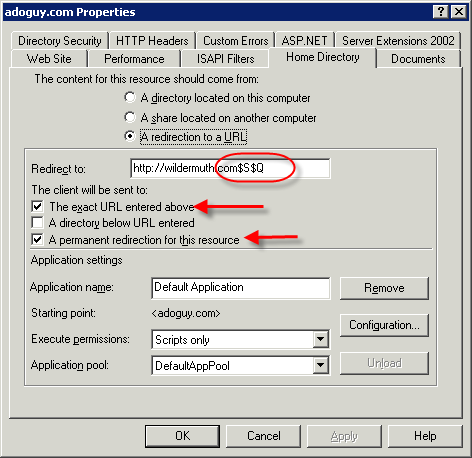 adoguy.com Properties
Directory Security HTTP Headers Custom Errors ASP.NET Server Extensions 2002
Web Site Performance ISAPI Filters Home Directory Documents
The content for this resource should come from:
A directory located on this computer
A share located on another computer
A redirection to a URL
Redirect to: http://wildermuth.com$S$Q
The client will be sent to:
The exact URL entered above
A directory below URL entered
A permanent redirection for this resource
Application settings
Application name: Default Application Remove
Starting point: <adoguy.com>
Configuration...
Execute permissions: Scripts only
Application pool: DefaultAppPool Unload
OK Cancel Apply Help